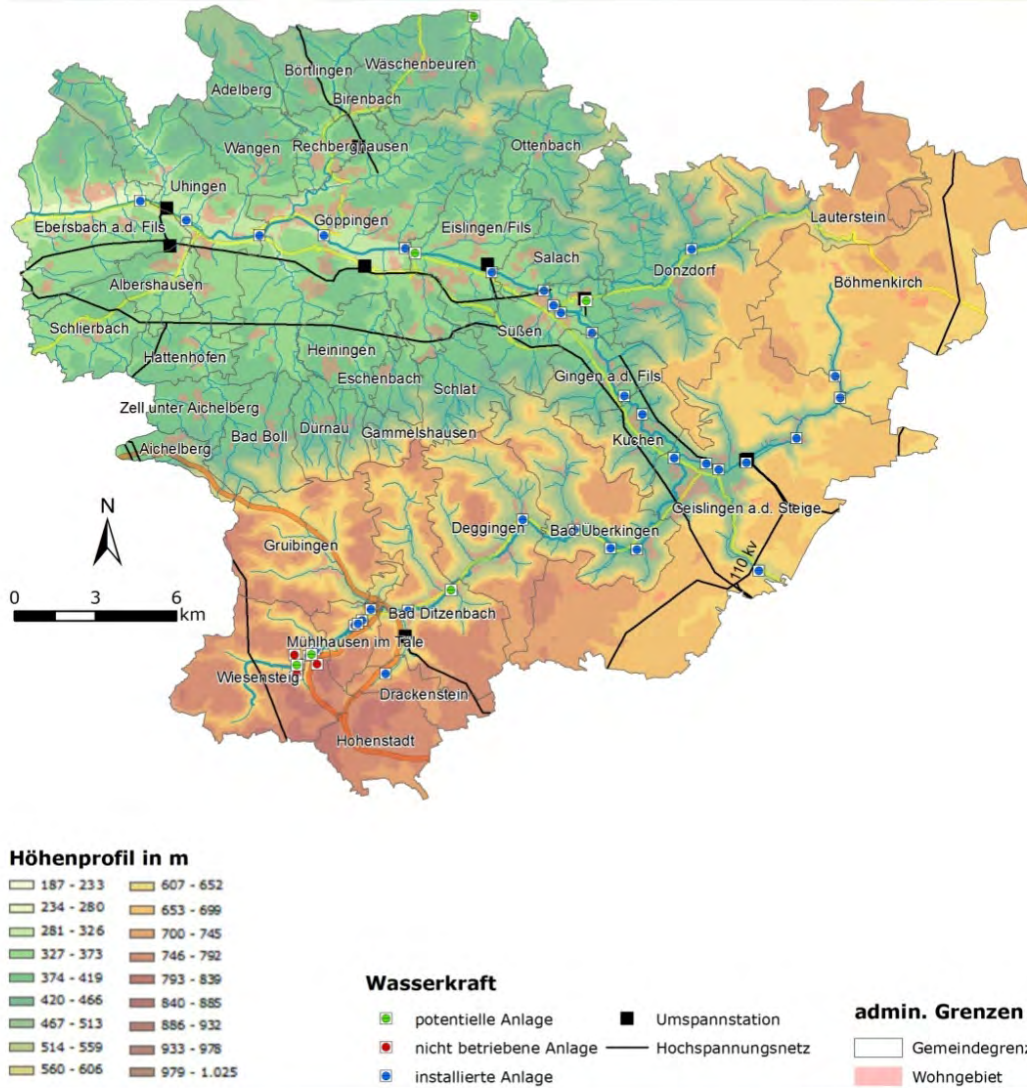 Börtlingen
Wäschenbeuren
Adelberg
Birenbach
Wangen
Rechberghausen
Ottenbach
Uhingen
Göppingen
Lauterstein
Ebersbach a.d. Fils
Eislingen/Fils
Salach
Donzdorf
Albershausen
Böhmenkirch
Schlierbach
Süßen
Hattenhofen
Heiningen
Eschenbach
Gingen a.d. Fils
Schlat
Zell unter Aichelberg
Dürnau
Gammelshausen
Kuchen
Bad Boll
Aichelberg
N
Geislingen a.d. Steige
Deggingen
Bad Überkingen
Gruibingen
110 kv
0 3 6
km
Bad Ditzenbach
Mühlhausen im Täle
Wiesensteig
Drackenstein
Hohenstadt
Höhenprofil in m
187 - 233
234 - 280
281 - 326
327 - 373
374 - 419
420 - 466
467 - 513
514 - 559
560 - 606
607 - 652
653 - 699
700 - 745
746 - 792
793 - 839
840 - 885
886 - 932
933 - 978
979 - 1.025
Wasserkraft
potentielle Anlage
nicht betriebene Anlage
installierte Anlage
Umspannstation
Hochspannungsnetz
admin. Grenzen
Gemeindegrenz
Wohngebiet